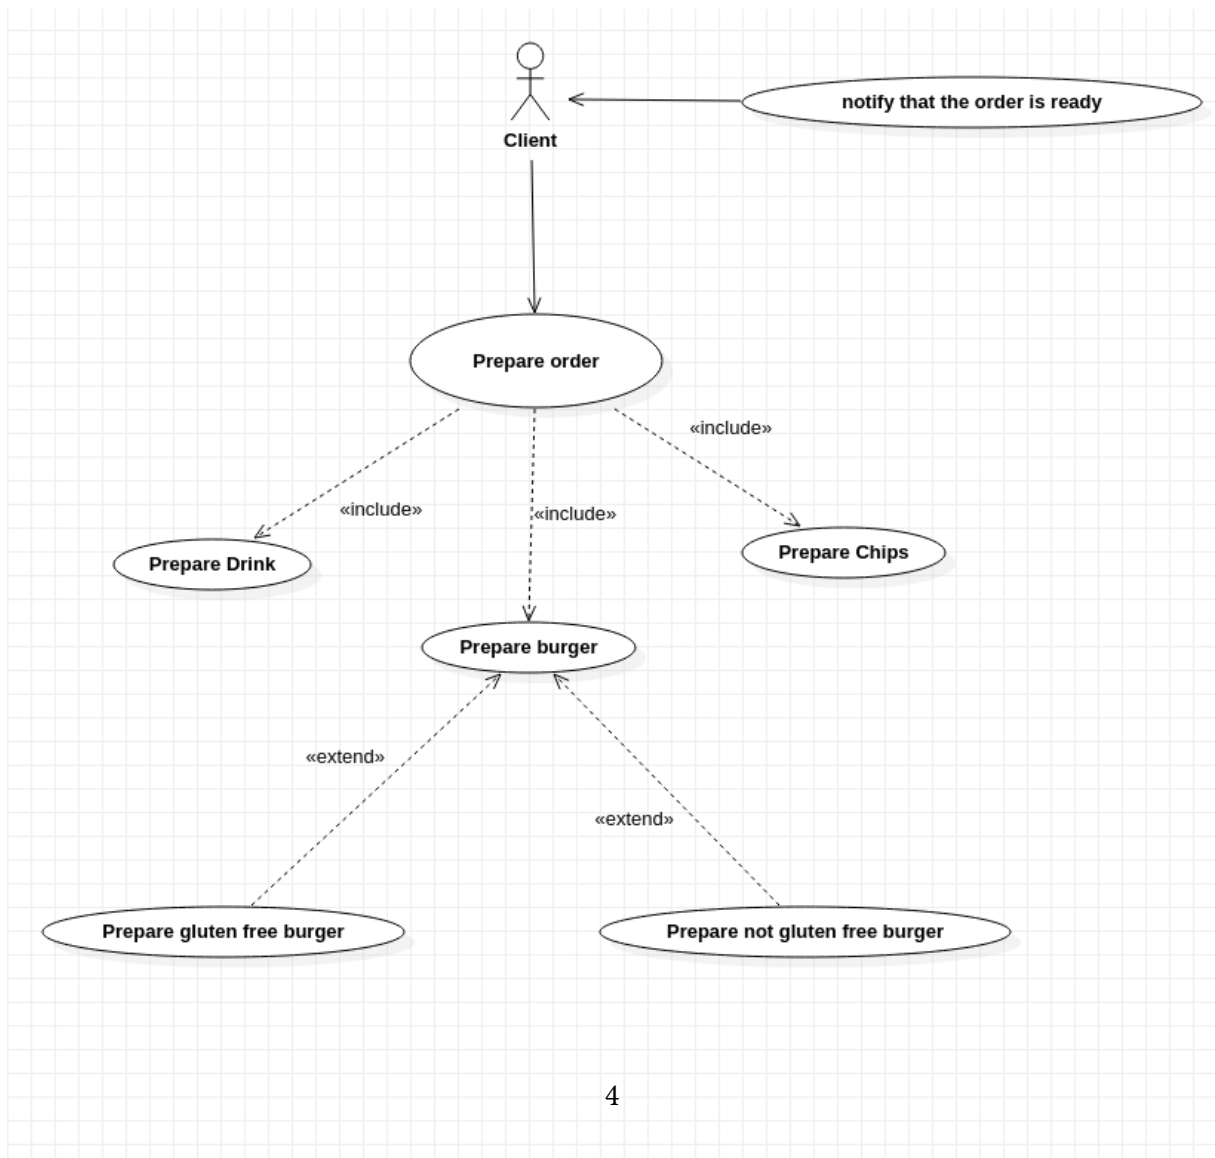 notify that the order is ready
Client
Prepare order
«include»
«include»
«include»
Prepare Drink
Prepare Chips
Prepare burger
«extend»
«extend»
Prepare gluten free burger
Prepare not gluten free burger
4